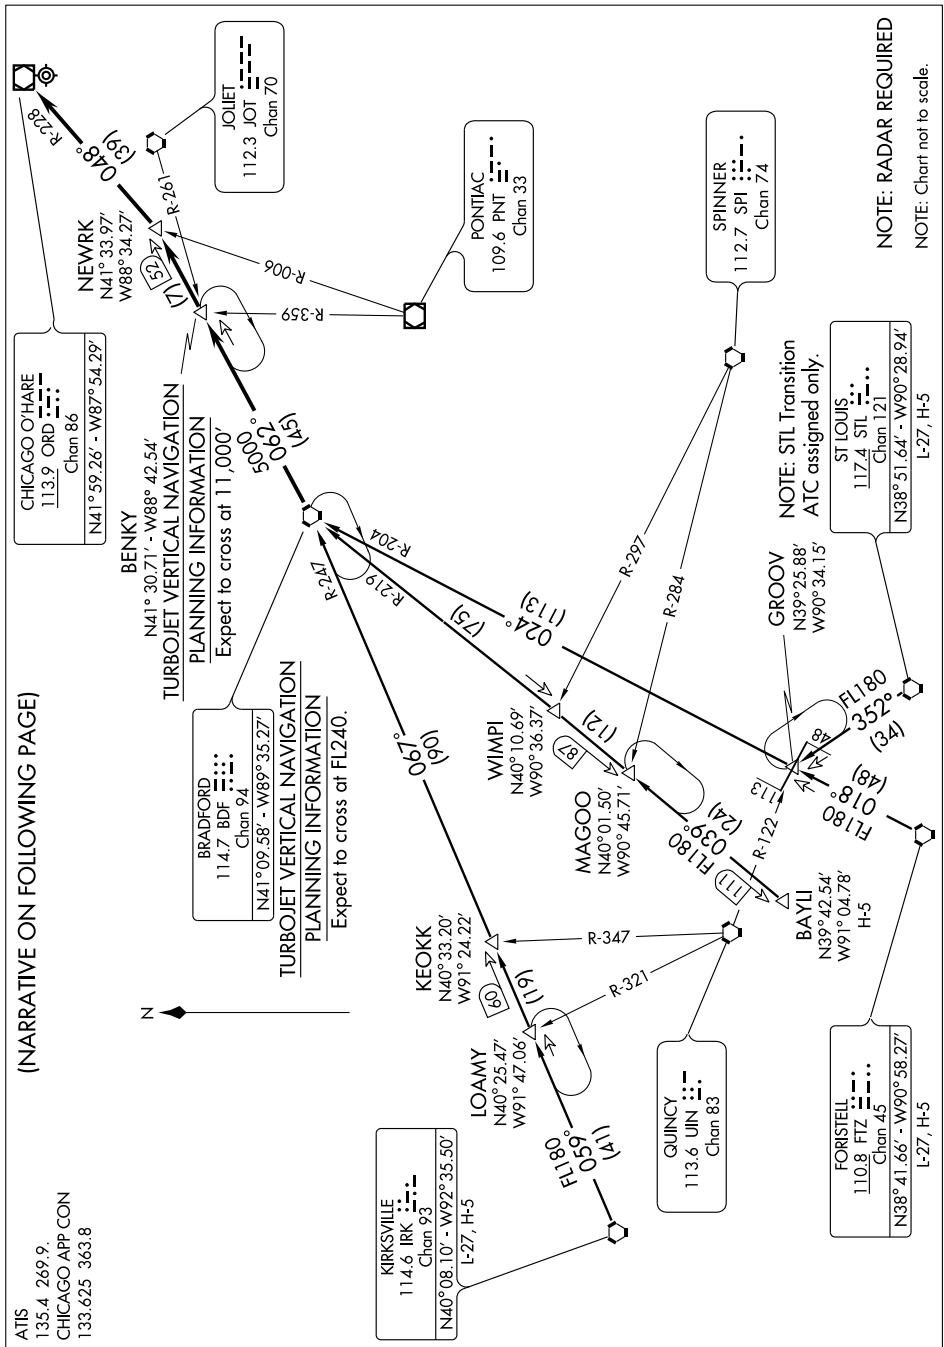 (NARRATIVE ON FOLLOWING PAGE)
ATIS
135.4 269.9.
CHICAGO APP CON
133.625 363.8
CHICAGO O'HARE
113.9 ORD
Chan 86
N41° 59.26' - W87° 54.29'
R-228
048°
(39)
JOLIET
112.3 JOT
Chan 70
R-261
NEWRK
N41° 33.97'
W88° 34.27'
52
(7)
R-006
R-359
PONTIAC
109.6 PNT
Chan 33
BENKY
N41° 30.71' - W88° 42.54'
TURBOJET VERTICAL NAVIGATION
PLANNING INFORMATION
Expect to cross at 11,000'
5000
062°
(45)
BRADFORD
114.7 BDF
Chan 94
N41°09.58' - W89°35.27'
TURBOJET VERTICAL NAVIGATION
PLANNING INFORMATION
Expect to cross at FL240.
R-247
R-219
R-204
SPINNER
112.7 SPI
Chan 74
R-297
R-284
(75)
024°
(113)
067°
(90)
WIMPI
N40° 10.69'
W90° 36.37'
87
(12)
MAGOO
N40°01.50'
W90°45.71'
FL180
039°
(24)
111
BAYLI
N39°42.54'
W91°04.78'
H-5
KEOKK
N40°33.20'
W91°24.22'
60
(19)
LOAMY
N40°25.47'
W91°47.06'
FL180
059°
(41)
KIRKSVILLE
114.6 IRK
Chan 93
N40°08.10' - W92°35.50'
L-27, H-5
R-347
R-321
R-122
QUINCY
113.6 UIN
Chan 83
113
48
GROOV
N39°25.88'
W90°34.15'
FL180
352°
(34)
FL180
018°
(48)
NOTE: STL Transition
ATC assigned only.
ST LOUIS
117.4 STL
Chan 121
N38°51.64' - W90°28.94'
L-27, H-5
FORISTELL
110.8 FTZ
Chan 45
N38°41.66' - W90°58.27'
L-27, H-5
N
NOTE: RADAR REQUIRED
NOTE: Chart not to scale.